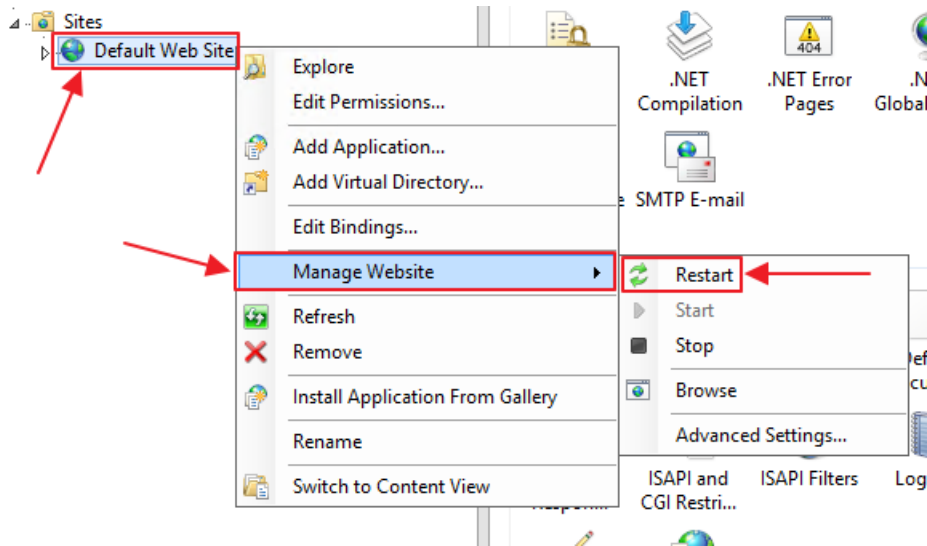 Sites
Default Web Site
Explore
Edit Permissions...
Add Application...
Add Virtual Directory...
Edit Bindings...
Manage Website
Refresh
Remove
Install Application From Gallery
Rename
Switch to Content View
Restart
Start
Stop
Browse
Advanced Settings...
.NET
Compilation
404
.NET Error
Pages
.N
Global
e
SMTP E-mail
ISAPI and
CGI Restri...
ISAPI Filters
Log